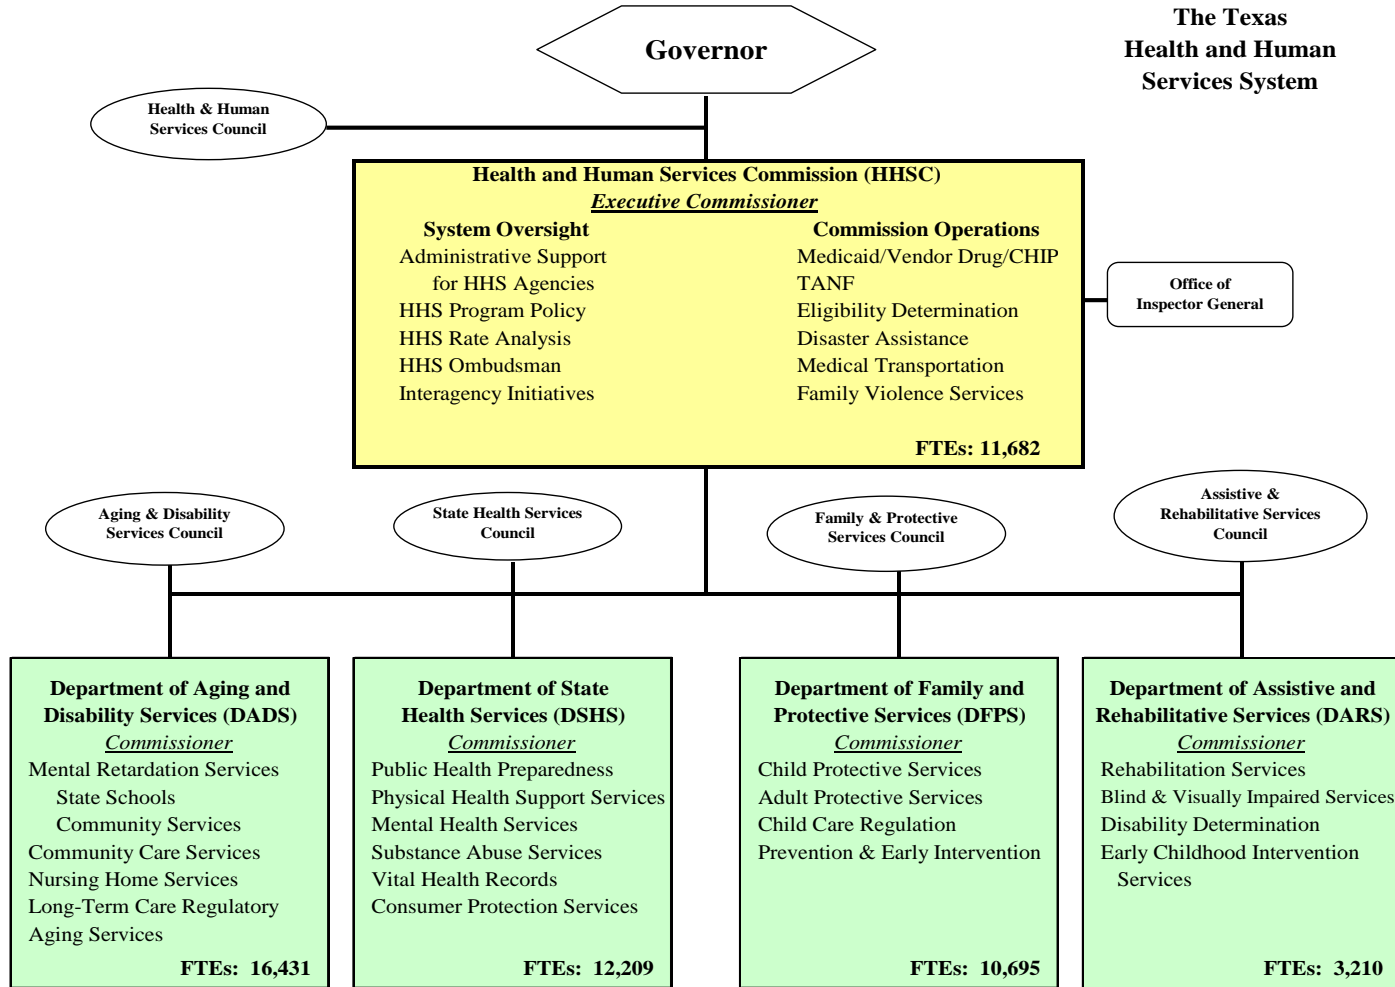 The Texas
Health and Human
Services System
Governor
Health & Human
Services Council
Health and Human Services Commission (HHSC)
Executive Commissioner
System Oversight
Administrative Support
for HHS Agencies
HHS Program Policy
HHS Rate Analysis
HHS Ombudsman
Interagency Initiatives
Commission Operations
Medicaid/Vendor Drug/CHIP
TANF
Eligibility Determination
Disaster Assistance
Medical Transportation
Family Violence Services
FTEs: 11,682
Office of
Inspector General
Aging & Disability
Services Council
State Health Services
Council
Family & Protective
Services Council
Assistive &
Rehabilitative Services
Council
Department of Aging and
Disability Services (DADS)
Commissioner
Mental Retardation Services
State Schools
Community Services
Community Care Services
Nursing Home Services
Long-Term Care Regulatory
Aging Services
FTEs: 16,431
Department of State
Health Services (DSHS)
Commissioner
Public Health Preparedness
Physical Health Support Services
Mental Health Services
Substance Abuse Services
Vital Health Records
Consumer Protection Services
FTEs: 12,209
Department of Family and
Protective Services (DFPS)
Commissioner
Child Protective Services
Adult Protective Services
Child Care Regulation
Prevention & Early Intervention
FTEs: 10,695
Department of Assistive and
Rehabilitative Services (DARS)
Commissioner
Rehabilitation Services
Blind & Visually Impaired Services
Disability Determination
Early Childhood Intervention
Services
FTEs: 3,210